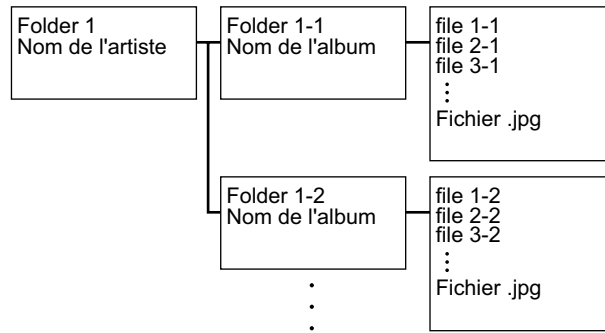 Folder 1
Nom de l'artiste
Folder 1-1
Nom de l'album
file 1-1
file 2-1
file 3-1
Fichier .jpg
Folder 1-2
Nom de l'album
file 1-2
file 2-2
file 3-2
Fichier .jpg